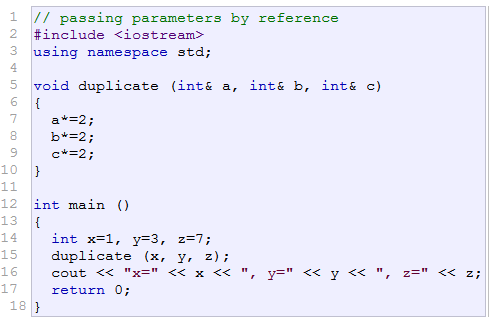 1 // passing parameters by reference
2 #include <iostream>
3 using namespace std;
4
5 void duplicate (int& a, int& b, int& c)
6 {
7   a*=2;
8   b*=2;
9   c*=2;
10 }
11
12 int main ()
13 {
14   int x=1, y=3, z=7;
15   duplicate (x, y, z);
16   cout << "x=" << x << ", y=" << y << ", z=" << z;
17   return 0;
18 }